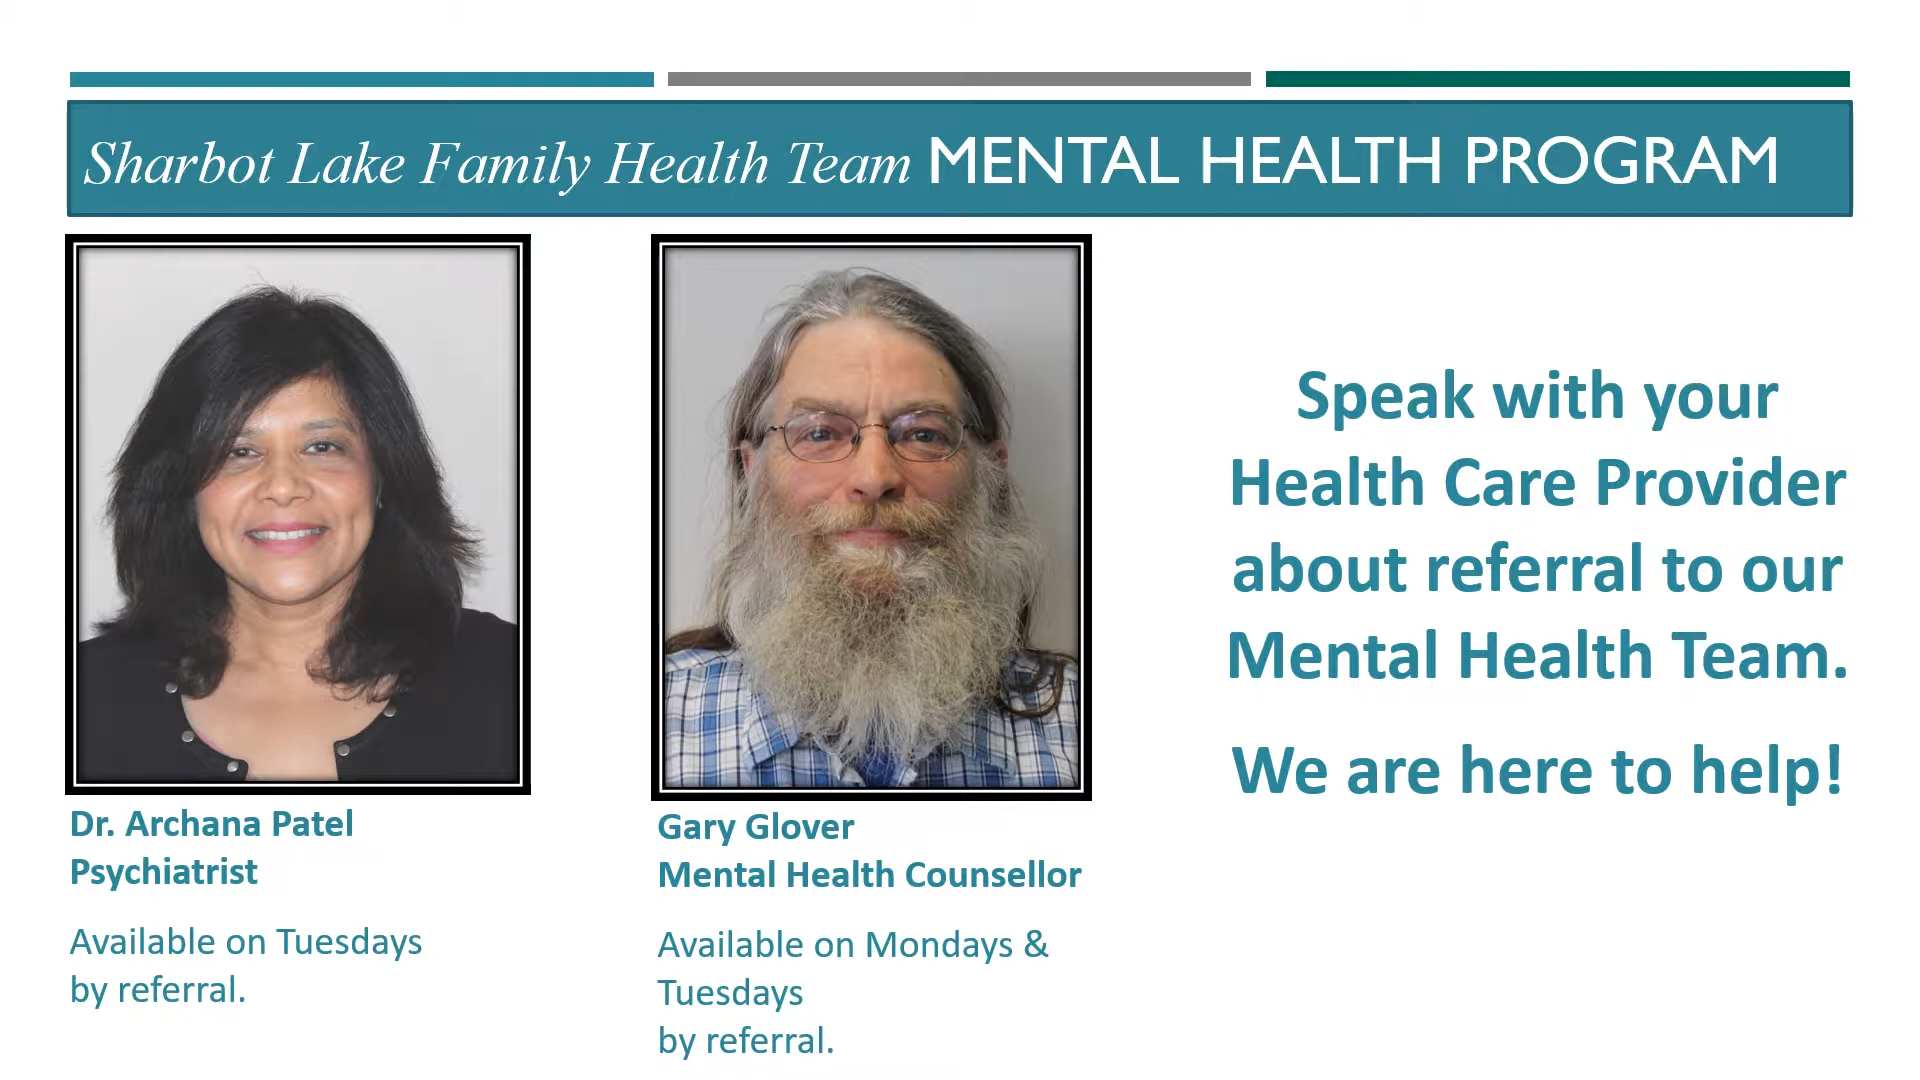 Sharbot Lake Family Health Team MENTAL HEALTH PROGRAM
Dr. Archana Patel
Psychiatrist
Available on Tuesdays
by referral.
Gary Glover
Mental Health Counsellor
Available on Mondays &
Tuesdays
by referral.
Speak with your
Health Care Provider
about referral to our
Mental Health Team.
We are here to help!